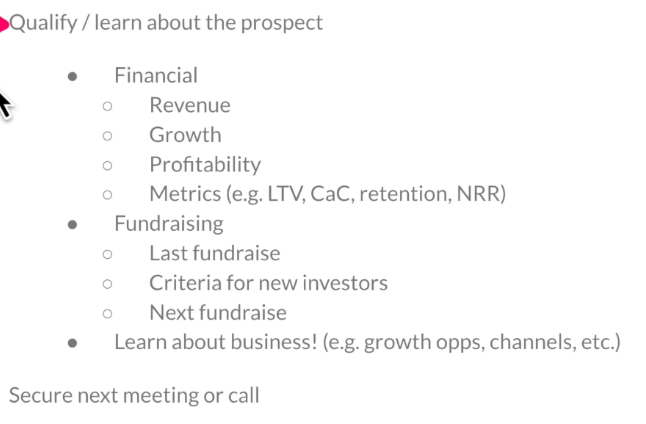 Qualify / learn about the prospect
● Financial
○ Revenue
○ Growth
○ Profitability
○ Metrics (e.g. LTV, CaC, retention, NRR)
● Fundraising
○ Last fundraise
○ Criteria for new investors
○ Next fundraise
● Learn about business! (e.g. growth opps, channels, etc.)
Secure next meeting or call